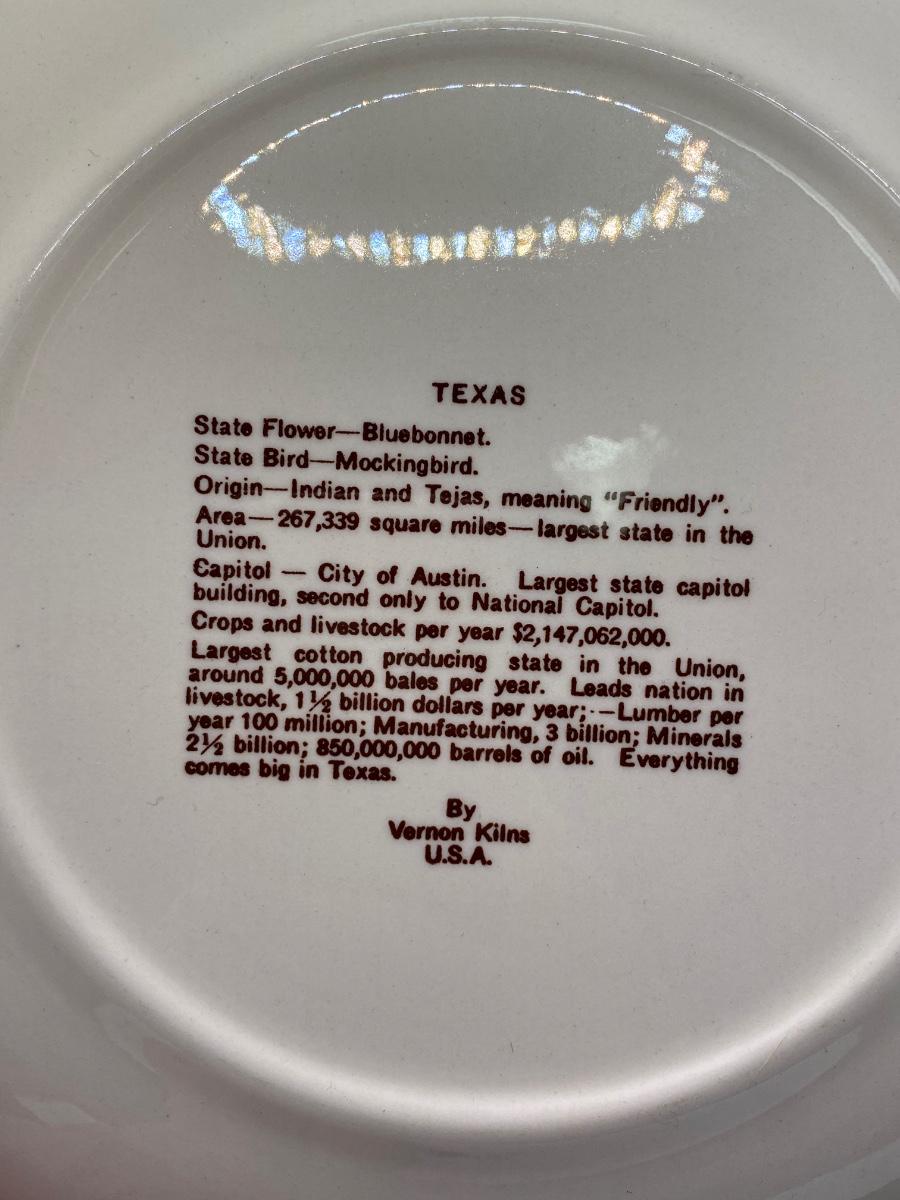 TEXAS
State Flower—Bluebonnet.
State Bird—Mockingbird.
Origin—Indian and Tejas, meaning “Friendly”.
Area—267,339 square miles—largest state in the
Union.
Capitol — City of Austin. Largest state capitol
building, second only to National Capitol.
Crops and livestock per year $2,147,062,000.
Largest cotton producing state in the Union,
around 5,000,000 bales per year. Leads nation in
livestock, 1½ billion dollars per year;·—Lumber per
year 100 million; Manufacturing, 3 billion; Minerals
2½ billion; 850,000,000 barrels of oil. Everything
comes big in Texas.
By
Vernon Kilns
U.S.A.